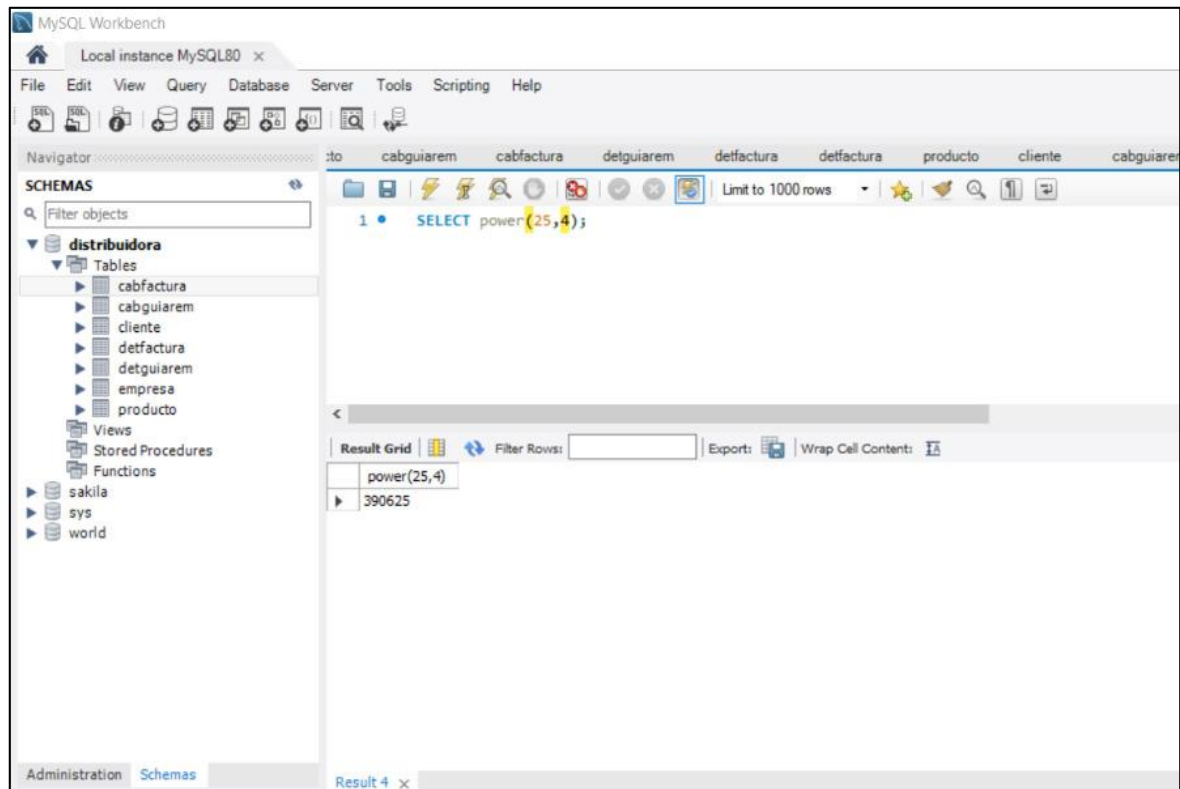 MySQL Workbench
Local instance MySQL80
File Edit View Query Database Server Tools Scripting Help
Navigator
:to cabguiarem cabfactura detguiarem detfactura detfactura producto cliente cabguiarem
SCHEMAS
Limit to 1000 rows
Filter objects
1 SELECT power(25,4);
distribuidora
Tables
cabfactura
cabguiarem
cliente
detfactura
detguiarem
empresa
producto
Views
Stored Procedures
Functions
sakila
sys
world
Result Grid Filter Rows: Export: Wrap Cell Content:
power(25,4)
390625
Administration Schemas
Result 4